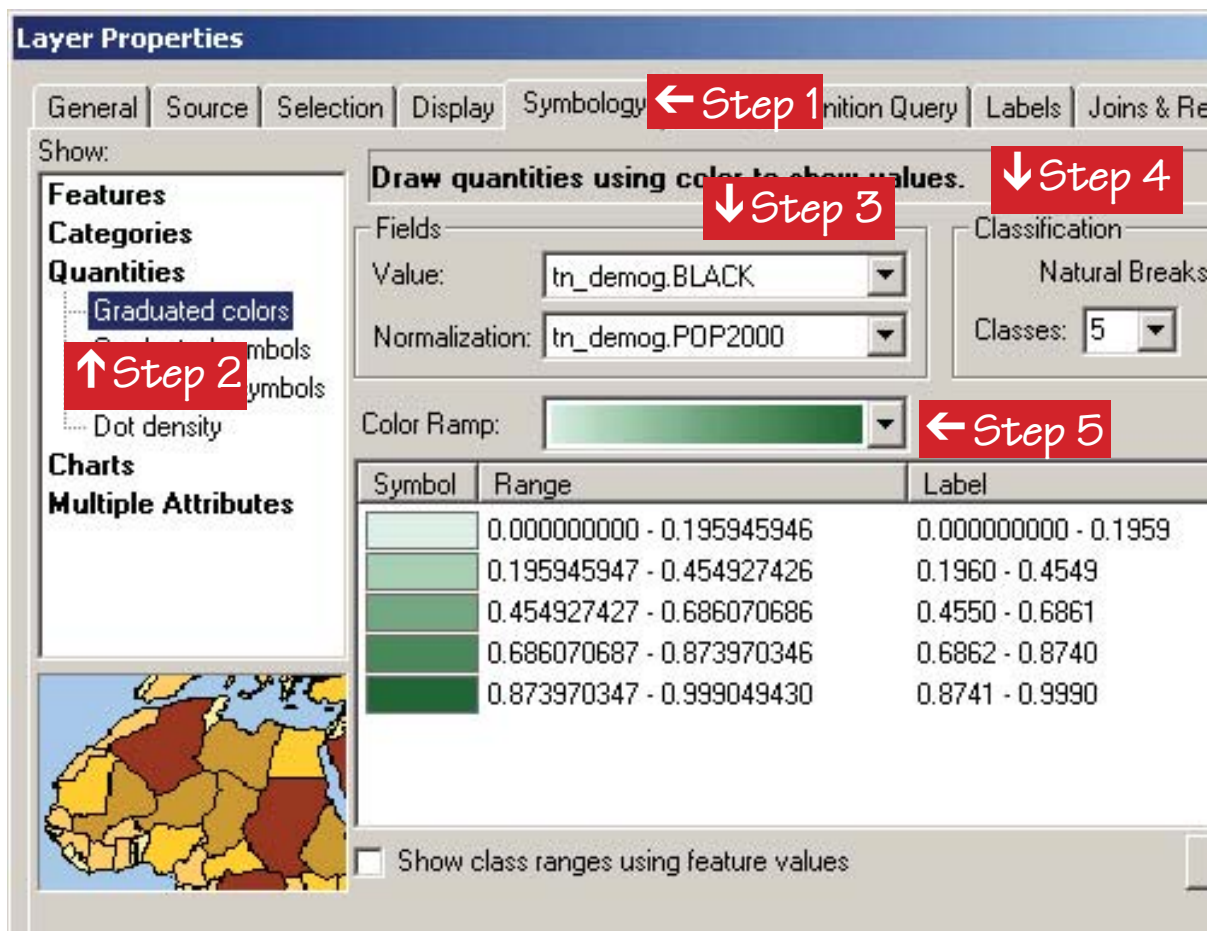 Layer Properties
General Source Selection Display Symbology ← Step 1 nition Query Labels Joins & Re
Show:
Features
Categories
Quantities
Graduated colors
mbols
↑ Step 2
ymbols
Dot density
Charts
Multiple Attributes
Draw quantities using color to show values.
↓ Step 3
↓ Step 4
Fields
Value: tn_demog.BLACK
Normalization: tn_demog.POP2000
Classification
Natural Breaks
Classes: 5
Color Ramp:
← Step 5
Symbol Range Label
0.000000000 - 0.195945946 0.000000000 - 0.1959
0.195945947 - 0.454927426 0.1960 - 0.4549
0.454927427 - 0.686070686 0.4550 - 0.6861
0.686070687 - 0.873970346 0.6862 - 0.8740
0.873970347 - 0.999049430 0.8741 - 0.9990
Show class ranges using feature values